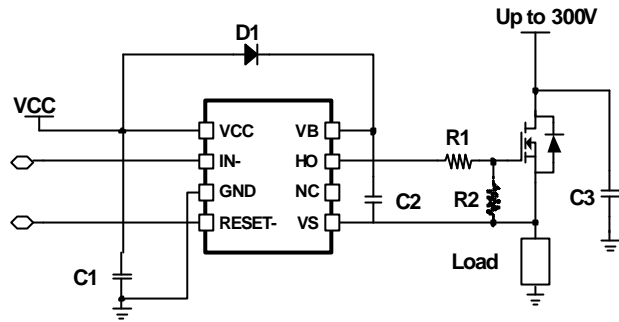 Up to 300V
D1
VCC
VCC VB
IN- HO
GND NC
RESET- VS
R1
R2
C2
C3
C1
Load